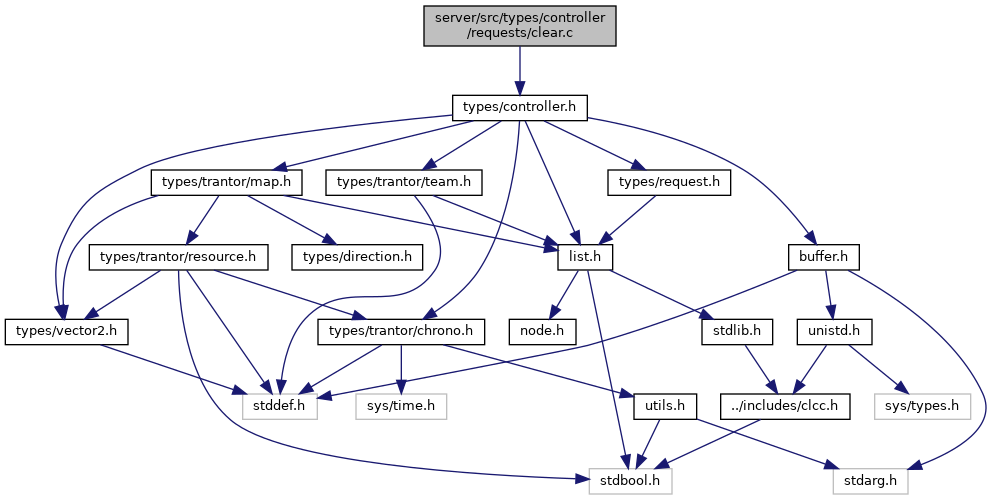 server/src/types/controller
/requests/clear.c
types/controller.h
types/trantor/map.h
types/trantor/team.h
types/request.h
types/trantor/resource.h
types/direction.h
list.h
buffer.h
types/vector2.h
types/trantor/chrono.h
node.h
stdlib.h
unistd.h
stddef.h
sys/time.h
utils.h
../includes/clcc.h
sys/types.h
stdbool.h
stdarg.h